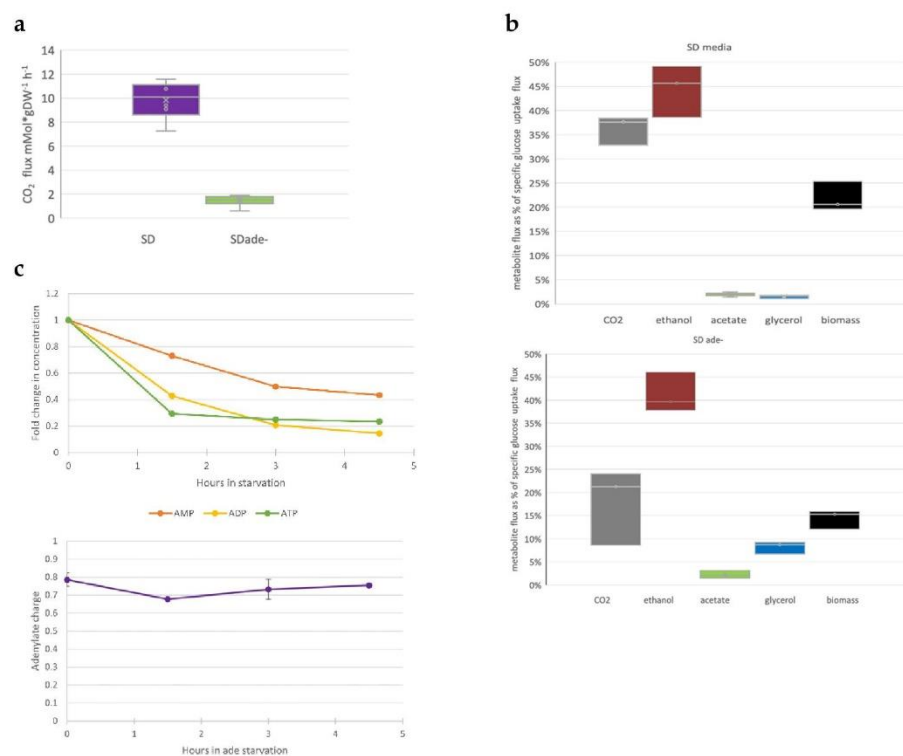 a
CO2 flux mMol*gDW-1 h-1
14
12
10
8
6
4
2
0
SD SDade-
b
SD media
metabolite flux as % of specific glucose uptake flux
50%
45%
40%
35%
30%
25%
20%
15%
10%
5%
0%
CO2 ethanol acetate glycerol biomass
SD ade-
metabolite flux as % of specific glucose uptake flux
50%
45%
40%
35%
30%
25%
20%
15%
10%
5%
0%
CO2 ethanol acetate glycerol biomass
c
Fold change in concentration
1.2
1
0.8
0.6
0.4
0.2
0
0 1 2 3 4 5
Hours in starvation
AMP ADP ATP
Adenylate charge
1
0.9
0.8
0.7
0.6
0.5
0.4
0.3
0.2
0.1
0
0 1 2 3 4 5
Hours in ade starvation